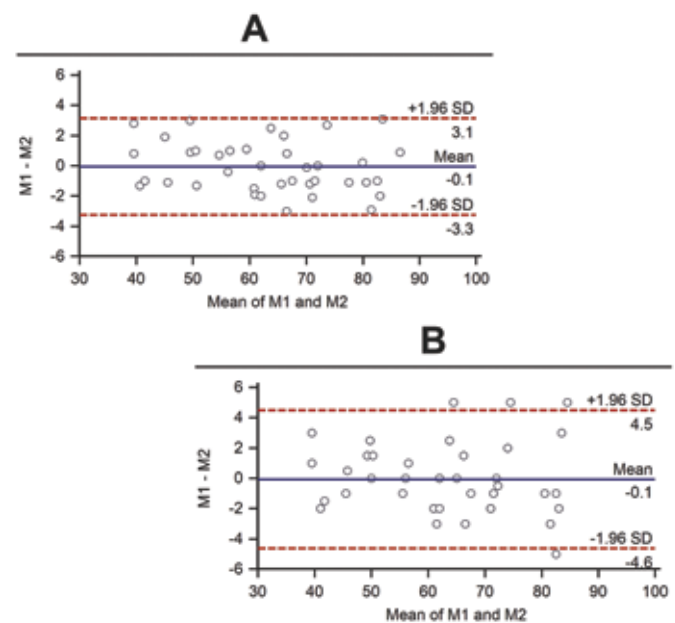 A
6
4
2
0
-2
-4
-6
M1 - M2
+1.96 SD
3.1
Mean
-0.1
-1.96 SD
-3.3
30 40 50 60 70 80 90 100
Mean of M1 and M2
B
6
4
2
0
-2
-4
-6
M1 - M2
+1.96 SD
4.5
Mean
-0.1
-1.96 SD
-4.6
30 40 50 60 70 80 90 100
Mean of M1 and M2